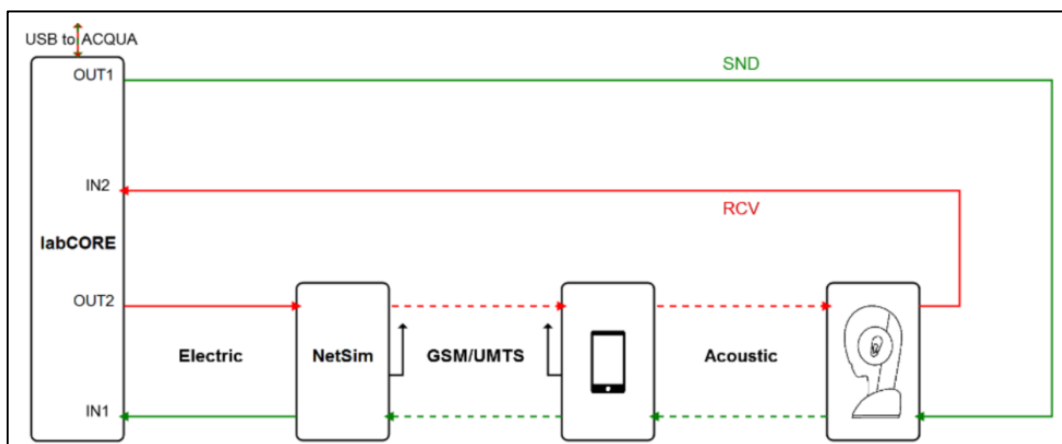 USB to ACQUA
OUT1
SND
IN2
RCV
labCORE
OUT2
Electric
NetSim
GSM/UMTS
Acoustic
IN1